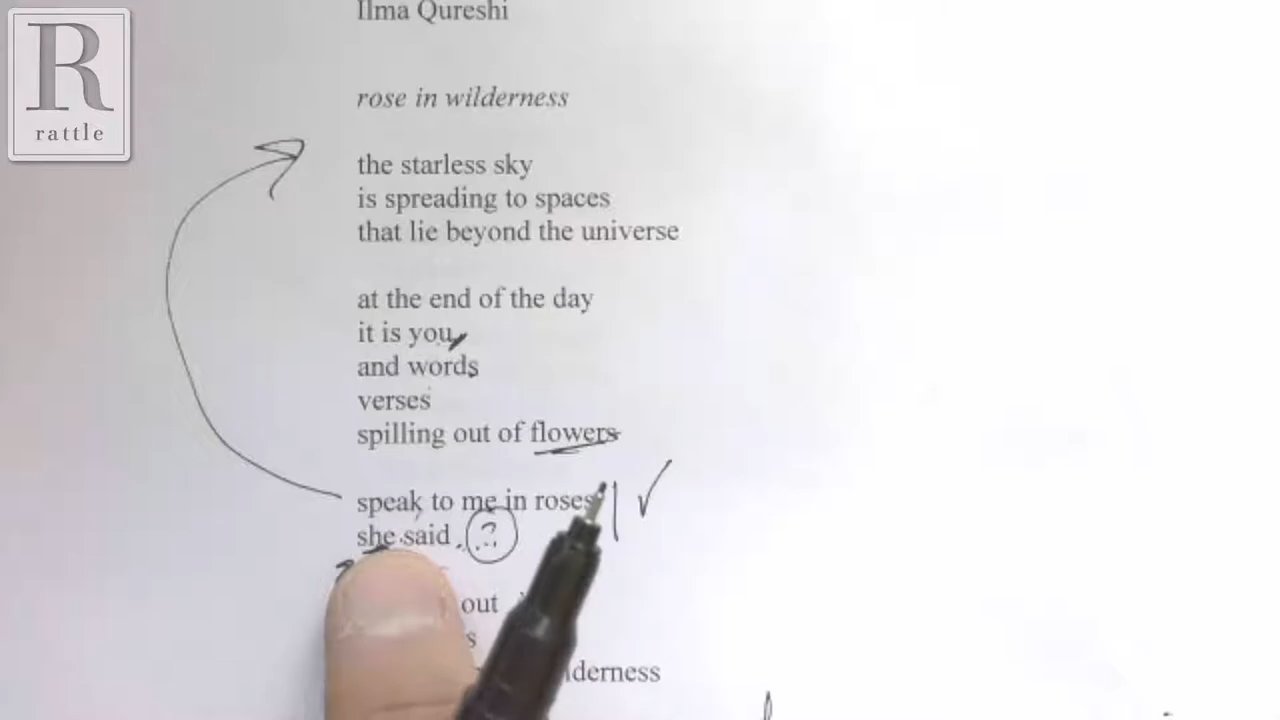 R
rattle
Ilma Qureshi
rose in wilderness
the starless sky
is spreading to spaces
that lie beyond the universe
at the end of the day
it is you,
and words
verses
spilling out of flowers
speak to me in roses
she said . ?
out